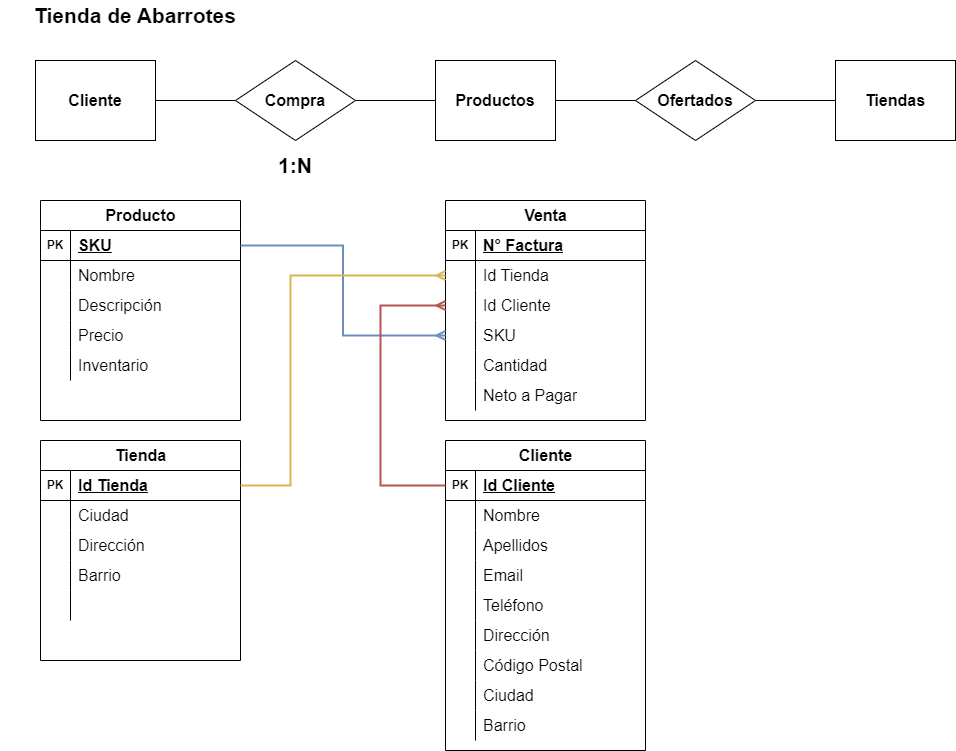 Tienda de Abarrotes
Cliente
Compra
Productos
Ofertados
Tiendas
1:N
Producto
PK SKU
Nombre
Descripción
Precio
Inventario
Venta
PK N° Factura
Id Tienda
Id Cliente
SKU
Cantidad
Neto a Pagar
Tienda
PK Id Tienda
Ciudad
Dirección
Barrio
Cliente
PK Id Cliente
Nombre
Apellidos
Email
Teléfono
Dirección
Código Postal
Ciudad
Barrio